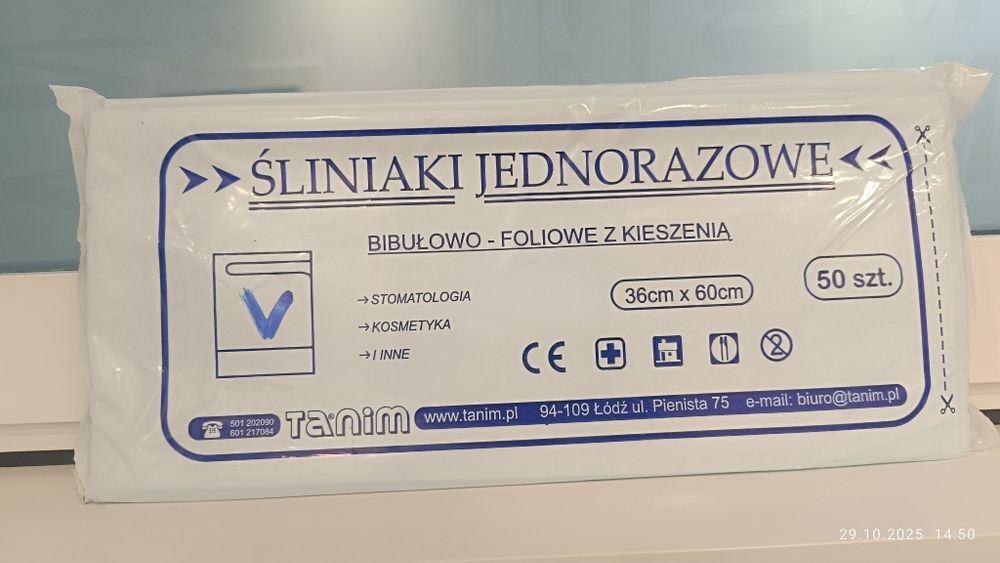 ŚLINIAKI JEDNORAZOWE
BIBUŁOWO - FOLIOWE Z KIESZENIĄ
→STOMATOLOGIA
→KOSMETYKA
→I INNE
36cm x 60cm
50 szt.
CE
501 202090
601 217084
TaNim
www.tanim.pl 94-109 Łódź ul. Pienista 75 e-mail: biuro@tanim.pl
29.10.2025 14:50